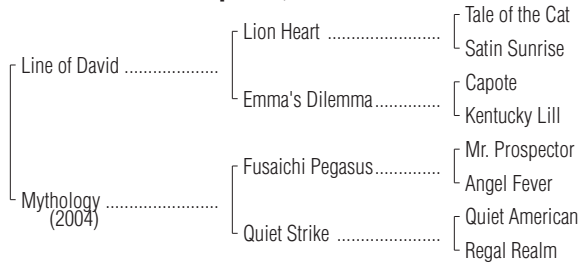 Tale of the Cat
Lion Heart ........................
Satin Sunrise
Line of David ....................
Capote
Emma's Dilemma..............
Kentucky Lill
Mr. Prospector
Fusaichi Pegasus..............
Angel Fever
Mythology ........................
(2004)
Quiet American
Quiet Strike ......................
Regal Realm